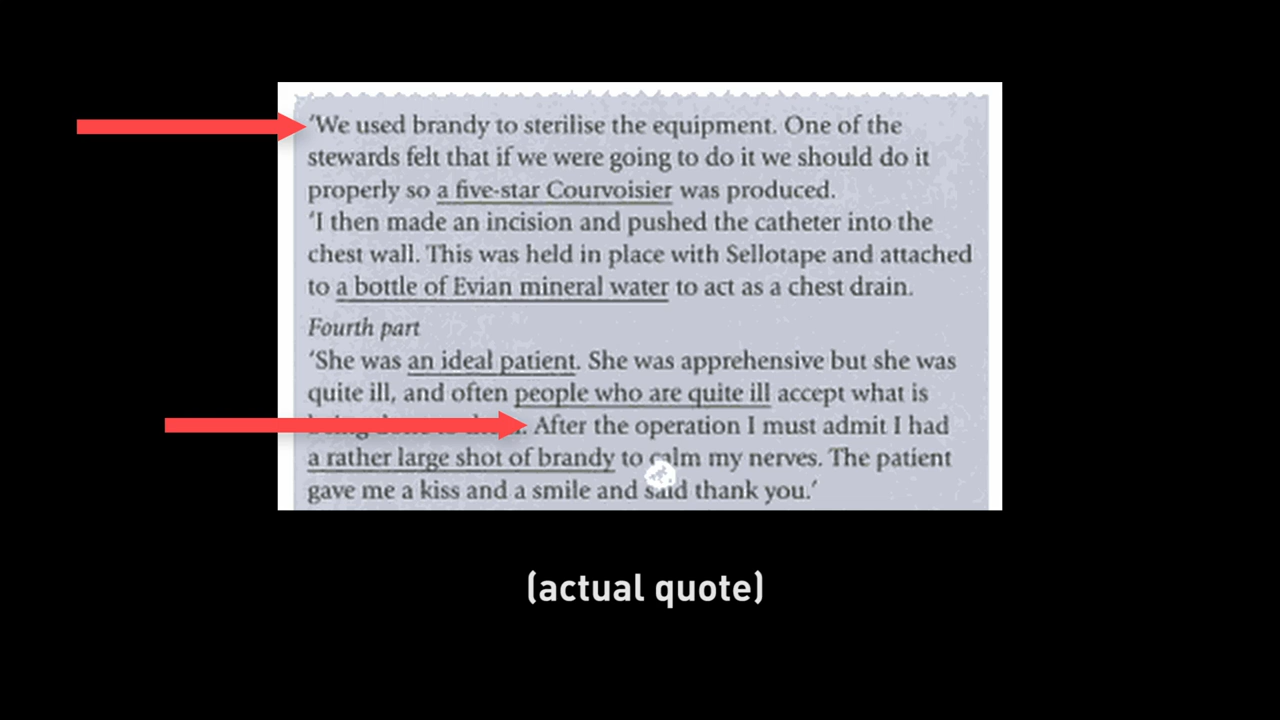 ‘We used brandy to sterilise the equipment. One of the
stewards felt that if we were going to do it we should do it
properly so a five-star Courvoisier was produced.
‘I then made an incision and pushed the catheter into the
chest wall. This was held in place with Sellotape and attached
to a bottle of Evian mineral water to act as a chest drain.
Fourth part
‘She was an ideal patient. She was apprehensive but she was
quite ill, and often people who are quite ill accept what is
After the operation I must admit I had
a rather large shot of brandy to calm my nerves. The patient
gave me a kiss and a smile and said thank you.’
(actual quote)